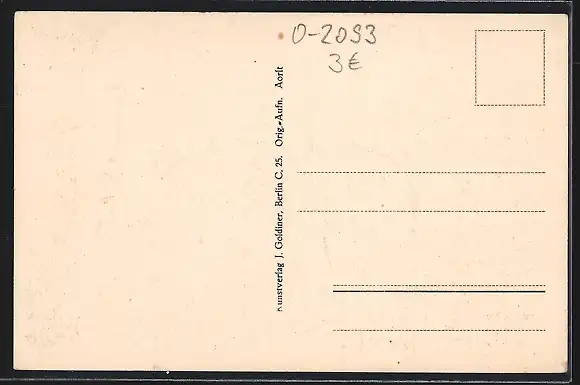 0-2093
3€
Kunstverlag J. Goldiner, Berlin C. 25. Orig.-Aufn. Aorit